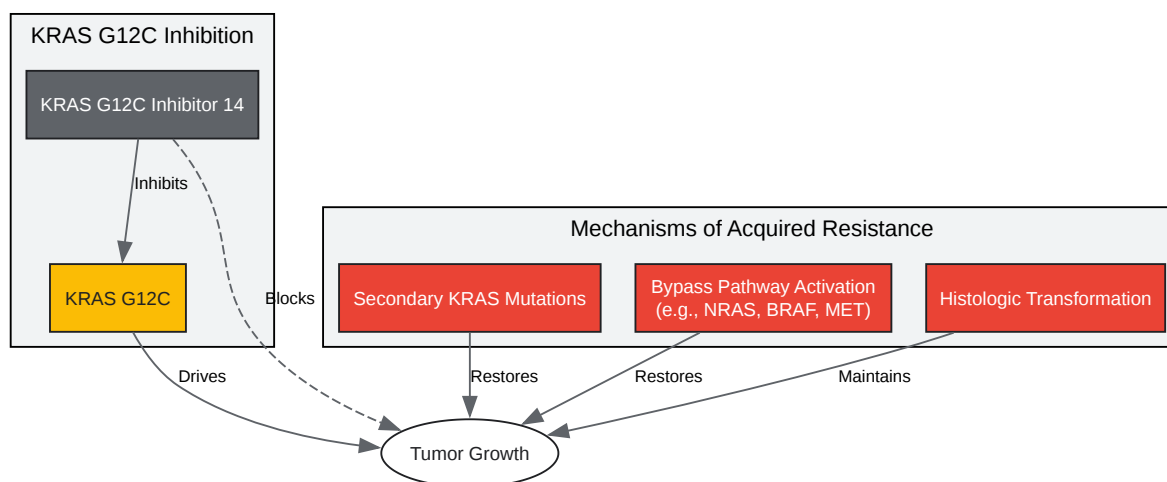 KRAS G12C Inhibition
KRAS G12C Inhibitor 14
Inhibits
Mechanisms of Acquired Resistance
KRAS G12C
Blocks
Secondary KRAS Mutations
Bypass Pathway Activation
(e.g., NRAS, BRAF, MET)
Histologic Transformation
Drives
Restores
Restores
Maintains
Tumor Growth